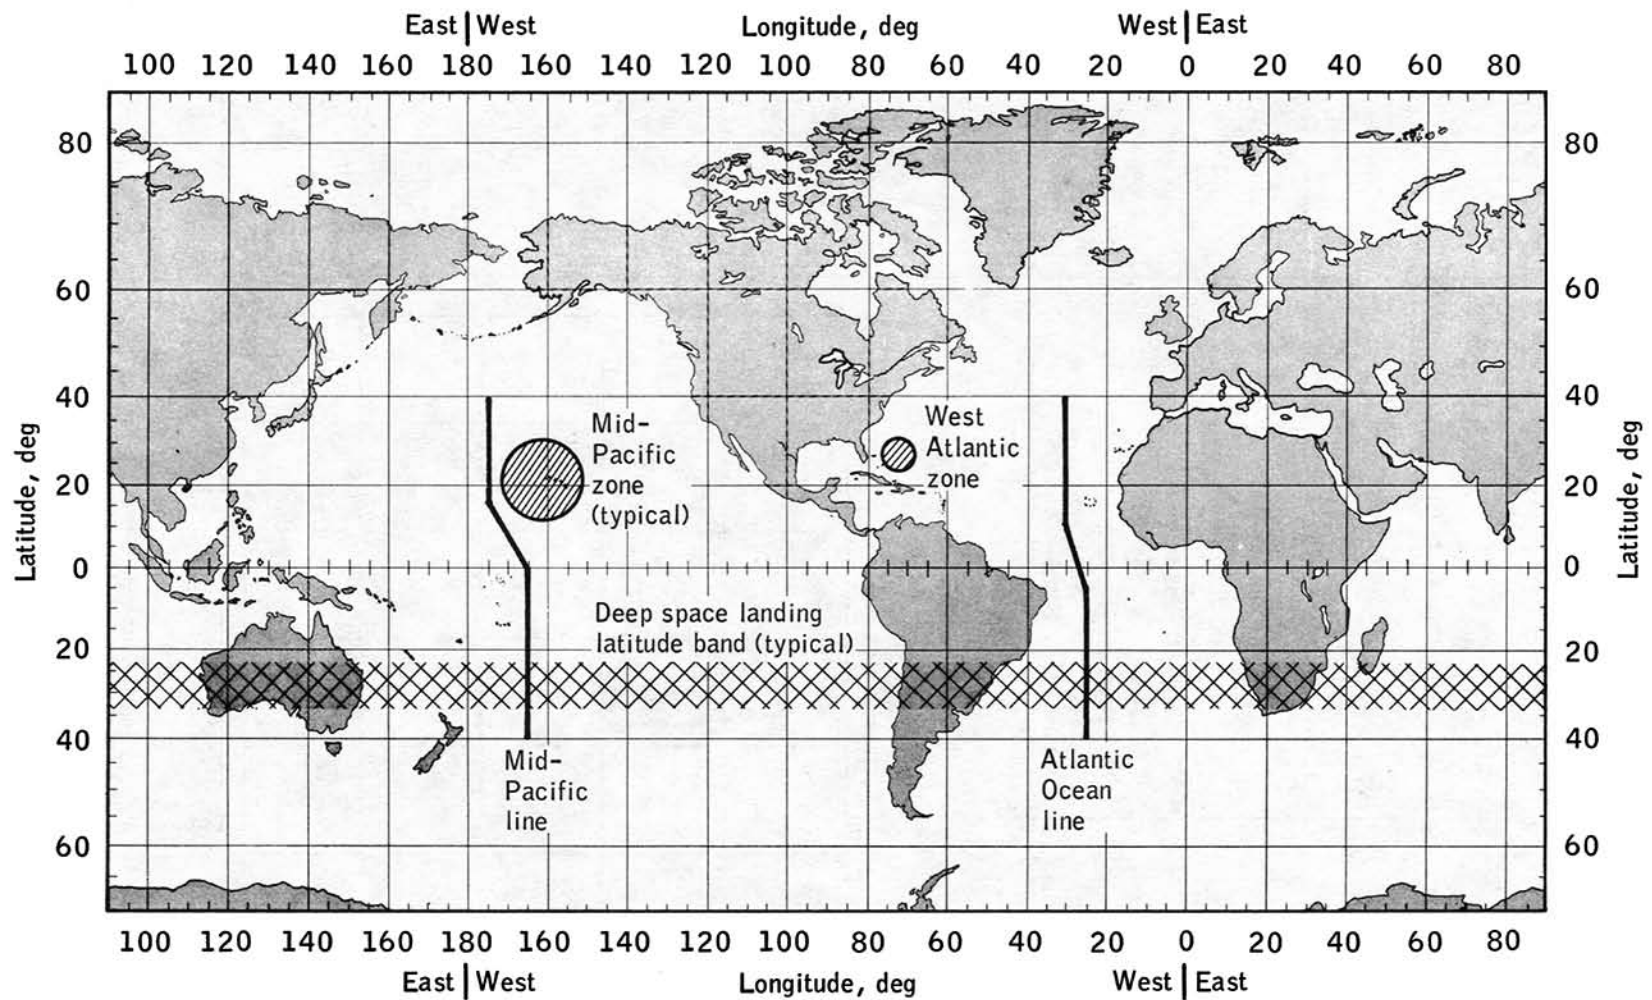 East | West Longitude, deg West | East
100 120 140 160 180 160 140 120 100 80 60 40 20 0 20 40 60 80
80 80
60 60
40 40
Mid-
Pacific
zone
(typical)
West
Atlantic
zone
20 20
Latitude, deg
Latitude, deg
0 0
Deep space landing
latitude band (typical)
20 20
40 40
Mid-
Pacific
line
Atlantic
Ocean
line
60 60
100 120 140 160 180 160 140 120 100 80 60 40 20 0 20 40 60 80
East | West Longitude, deg West | East